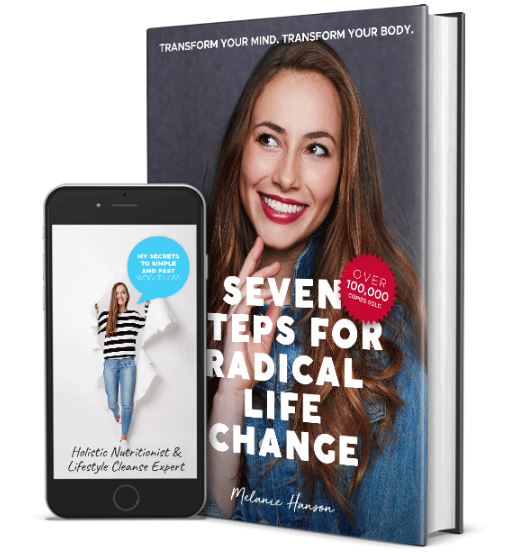 TRANSFORM YOUR MIND. TRANSFORM YOUR BODY.
SEVEN
TEPS FOR
RADICAL
LIFE
CHANGE
OVER
100,000
COPIES SOLD
Melanie Hanson
MY SECRETS
TO SIMPLE
AND FAST
WEIGHT LOSS
Holistic Nutritionist &
Lifestyle Cleanse Expert